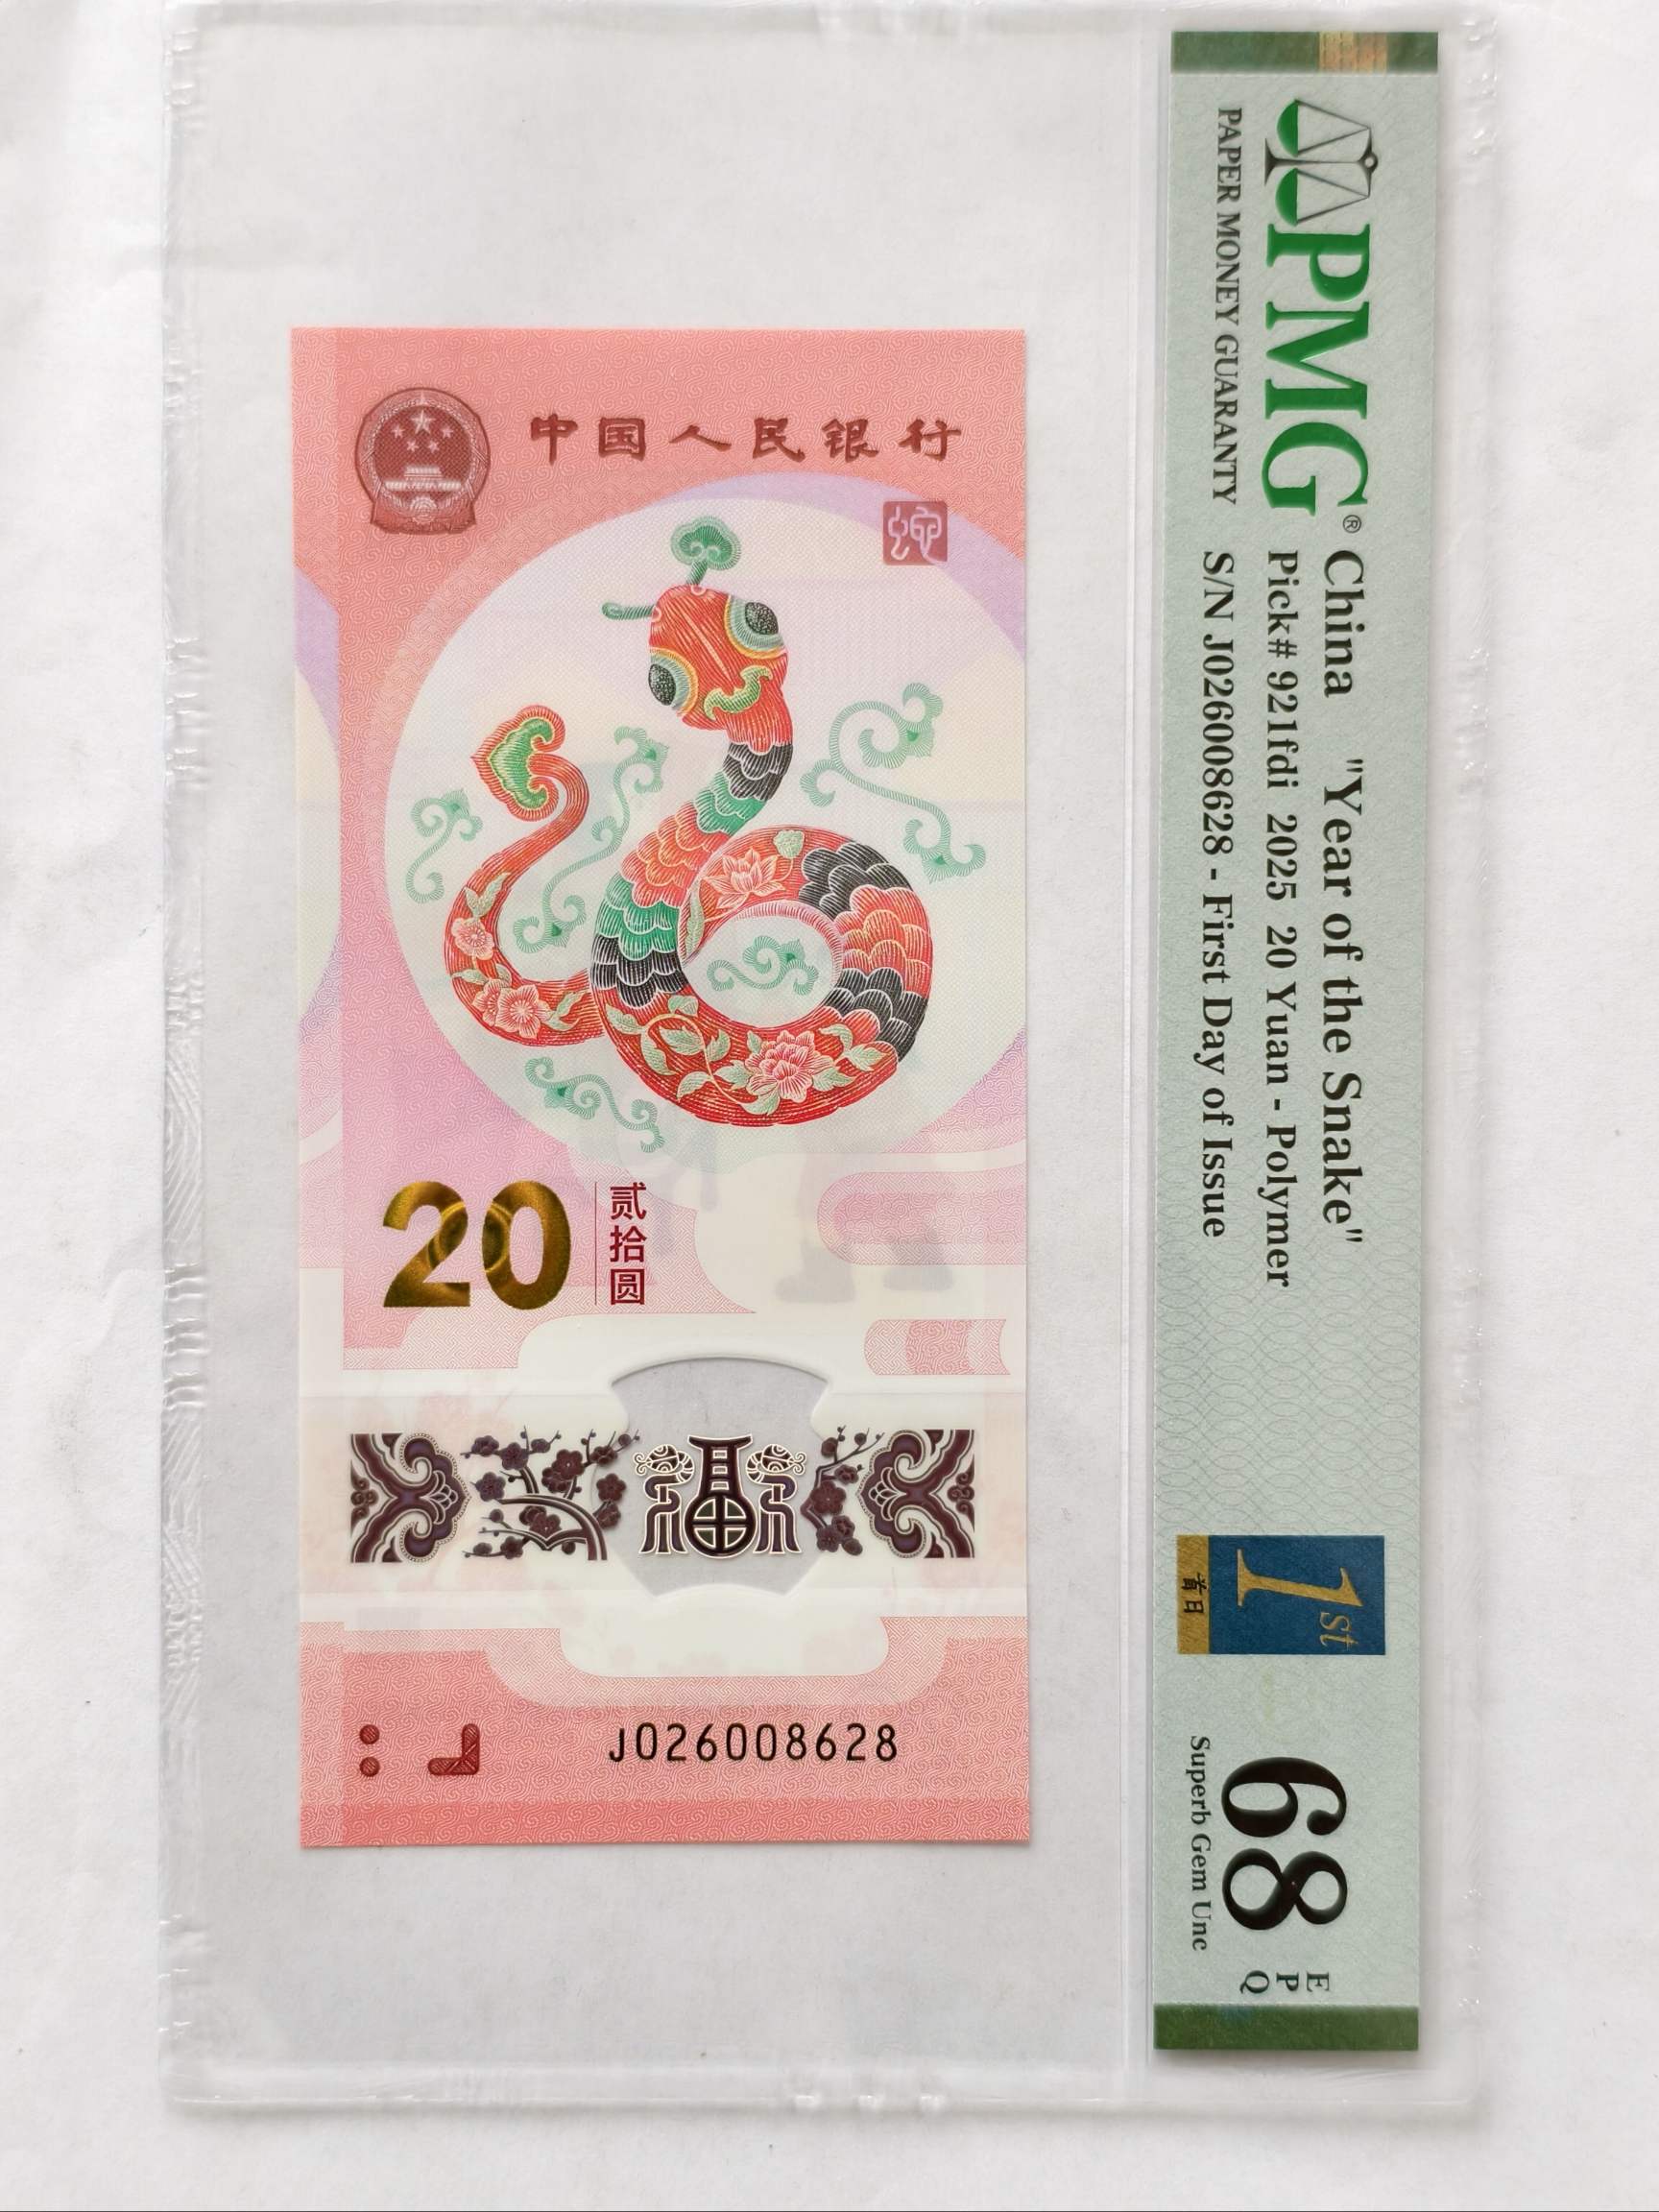 中国人民银行
蛇
20
贰拾圆
J026008628
PMG®
PAPER MONEY GUARANTY
China "Year of the Snake"
Pick# 921fdi 2025 20 Yuan - Polymer
S/N J026008628 - First Day of Issue
1st
首日
68
EPQ
Superb Gem Unc